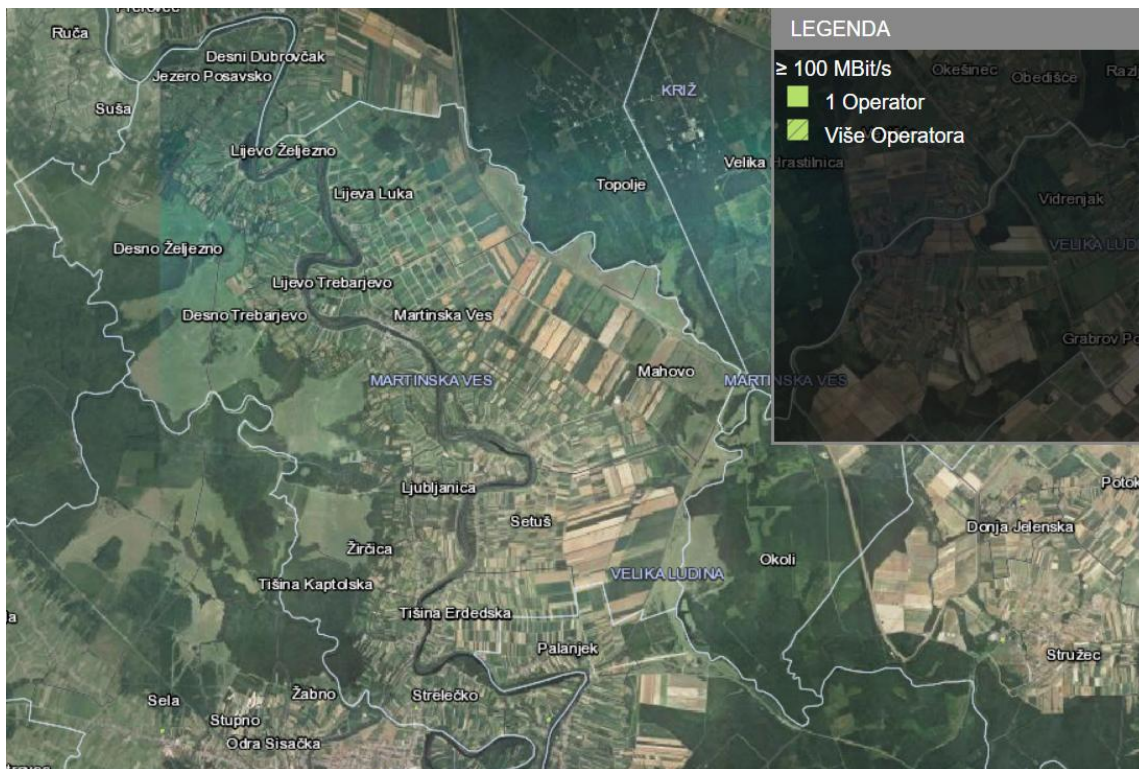 Prerovec
Ruča
Desni Dubrovčak
Jezero Posavsko
Suša
KRIŽ
LEGENDA
≥ 100 MBit/s
1 Operator
Više Operatora
Okešinec
Obedišće
Lijevo Željezno
Lijeva Luka
Topolje
Velika Hrastilnica
Vidrenjak
Desno Željezno
VELIKA LUD
Lijevo Trebarjevo
Desno Trebarjevo
Martinska Ves
Grabrov Po
Mahovo
MARTINSKA VES
MARTINSKA VES
Ljubljanica
Potok
Setuš
Donja Jelenska
Žirčica
Okoli
VELIKA LUDINA
Tišina Kaptolska
Tišina Erdedska
Palanjek
Stružec
Sela
Žabno
Strelečko
Stupno
Odra Sisačka